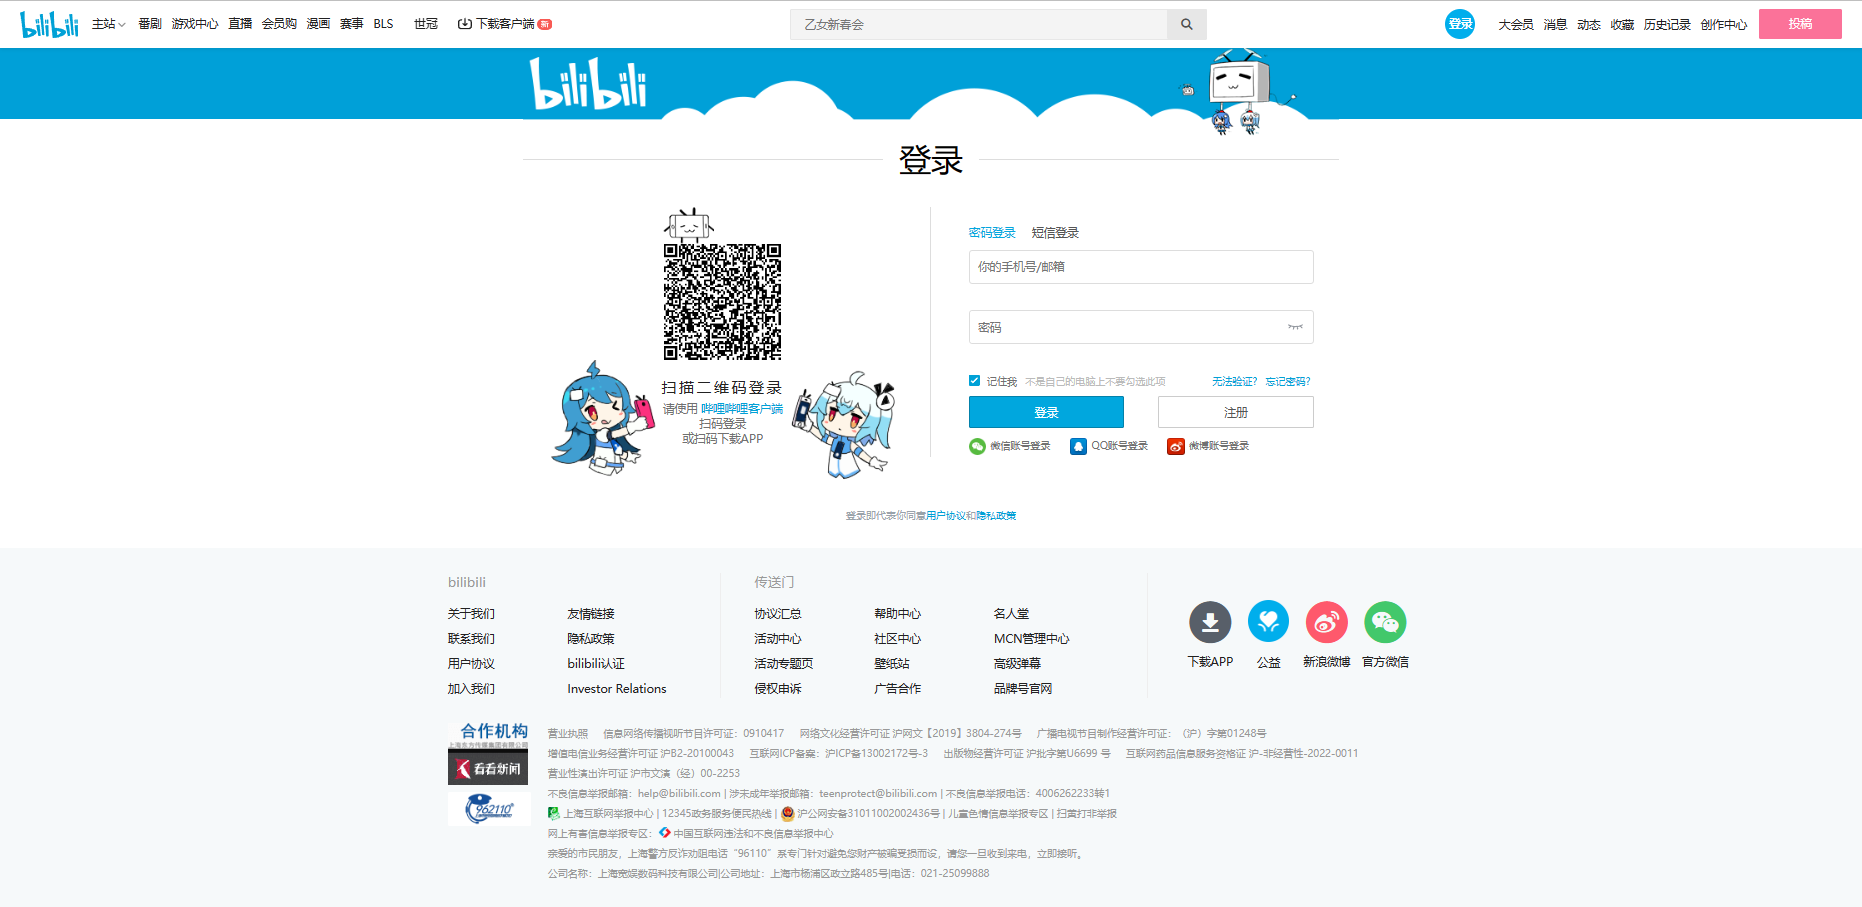 bilibili 主站 番剧 游戏中心 直播 会员购 漫画 赛事 BLS 世冠 下载客户端 新 乙女新春会 登录 大会员 消息 动态 收藏 历史记录 创作中心 投稿
bilibili
登录
密码登录 短信登录
你的手机号/邮箱
密码
记住我 不是自己的电脑上不要勾选此项 无法验证? 忘记密码?
登录 注册
微信账号登录 QQ账号登录 微博账号登录
扫描二维码登录
请使用 哔哩哔哩客户端
扫码登录
或扫码下载APP
登录即代表你同意用户协议和隐私政策
bilibili
关于我们 友情链接
联系我们 隐私政策
用户协议 bilibili认证
加入我们 Investor Relations
传送门
协议汇总 帮助中心 名人堂
活动中心 社区中心 MCN管理中心
活动专题页 壁纸站 高级弹幕
侵权申诉 广告合作 品牌号官网
下载APP 公益 新浪微博 官方微信
合作机构
上海东方传媒集团有限公司
看看新闻
962110
营业执照 信息网络传播视听节目许可证：0910417 网络文化经营许可证 沪网文【2019】3804-274号 广播电视节目制作经营许可证：（沪）字第01248号
增值电信业务经营许可证 沪B2-20100043 互联网ICP备案：沪ICP备13002172号-3 出版物经营许可证 沪批字第U6699 号 互联网药品信息服务资格证 沪-非经营性-2022-0011
营业性演出许可证 沪市文演（经）00-2253
不良信息举报邮箱：help@bilibili.com | 涉未成年举报邮箱：teenprotect@bilibili.com | 不良信息举报电话：4006262233转1
上海互联网举报中心 | 12345政务服务便民热线 | 沪公网安备31011002002436号 | 儿童色情信息举报专区 | 扫黄打非举报
网上有害信息举报专区： 中国互联网违法和不良信息举报中心
亲爱的市民朋友，上海警方反诈劝阻电话“96110”系专门针对避免您财产被骗受损而设，请您一旦收到来电，立即接听。
公司名称：上海宽娱数码科技有限公司|公司地址：上海市杨浦区政立路485号|电话：021-25099888